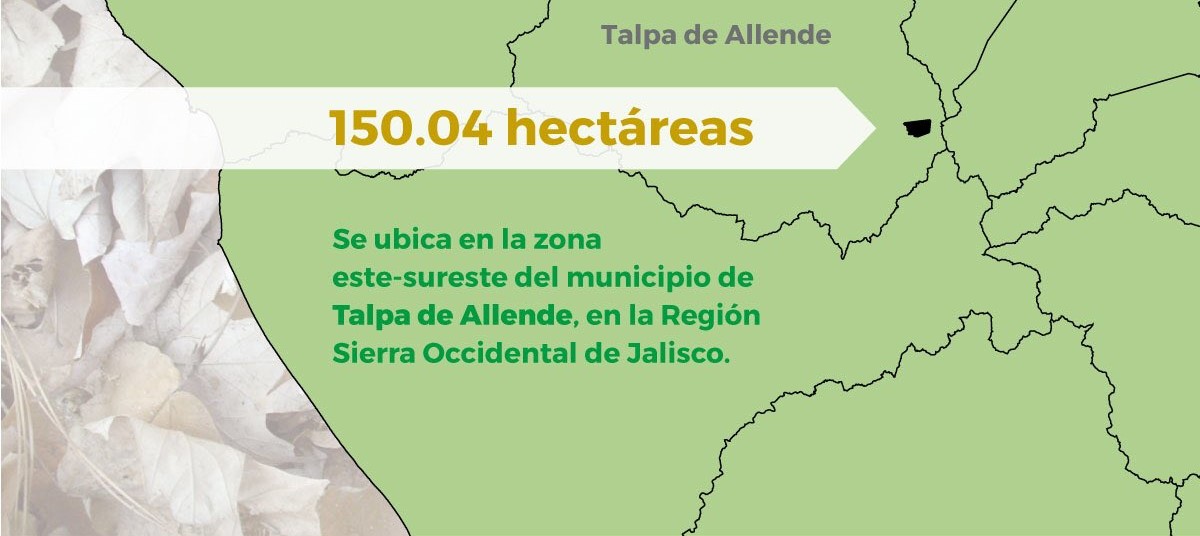 Talpa de Allende
150.04 hectáreas
Se ubica en la zona
este-sureste del municipio de
Talpa de Allende, en la Región
Sierra Occidental de Jalisco.